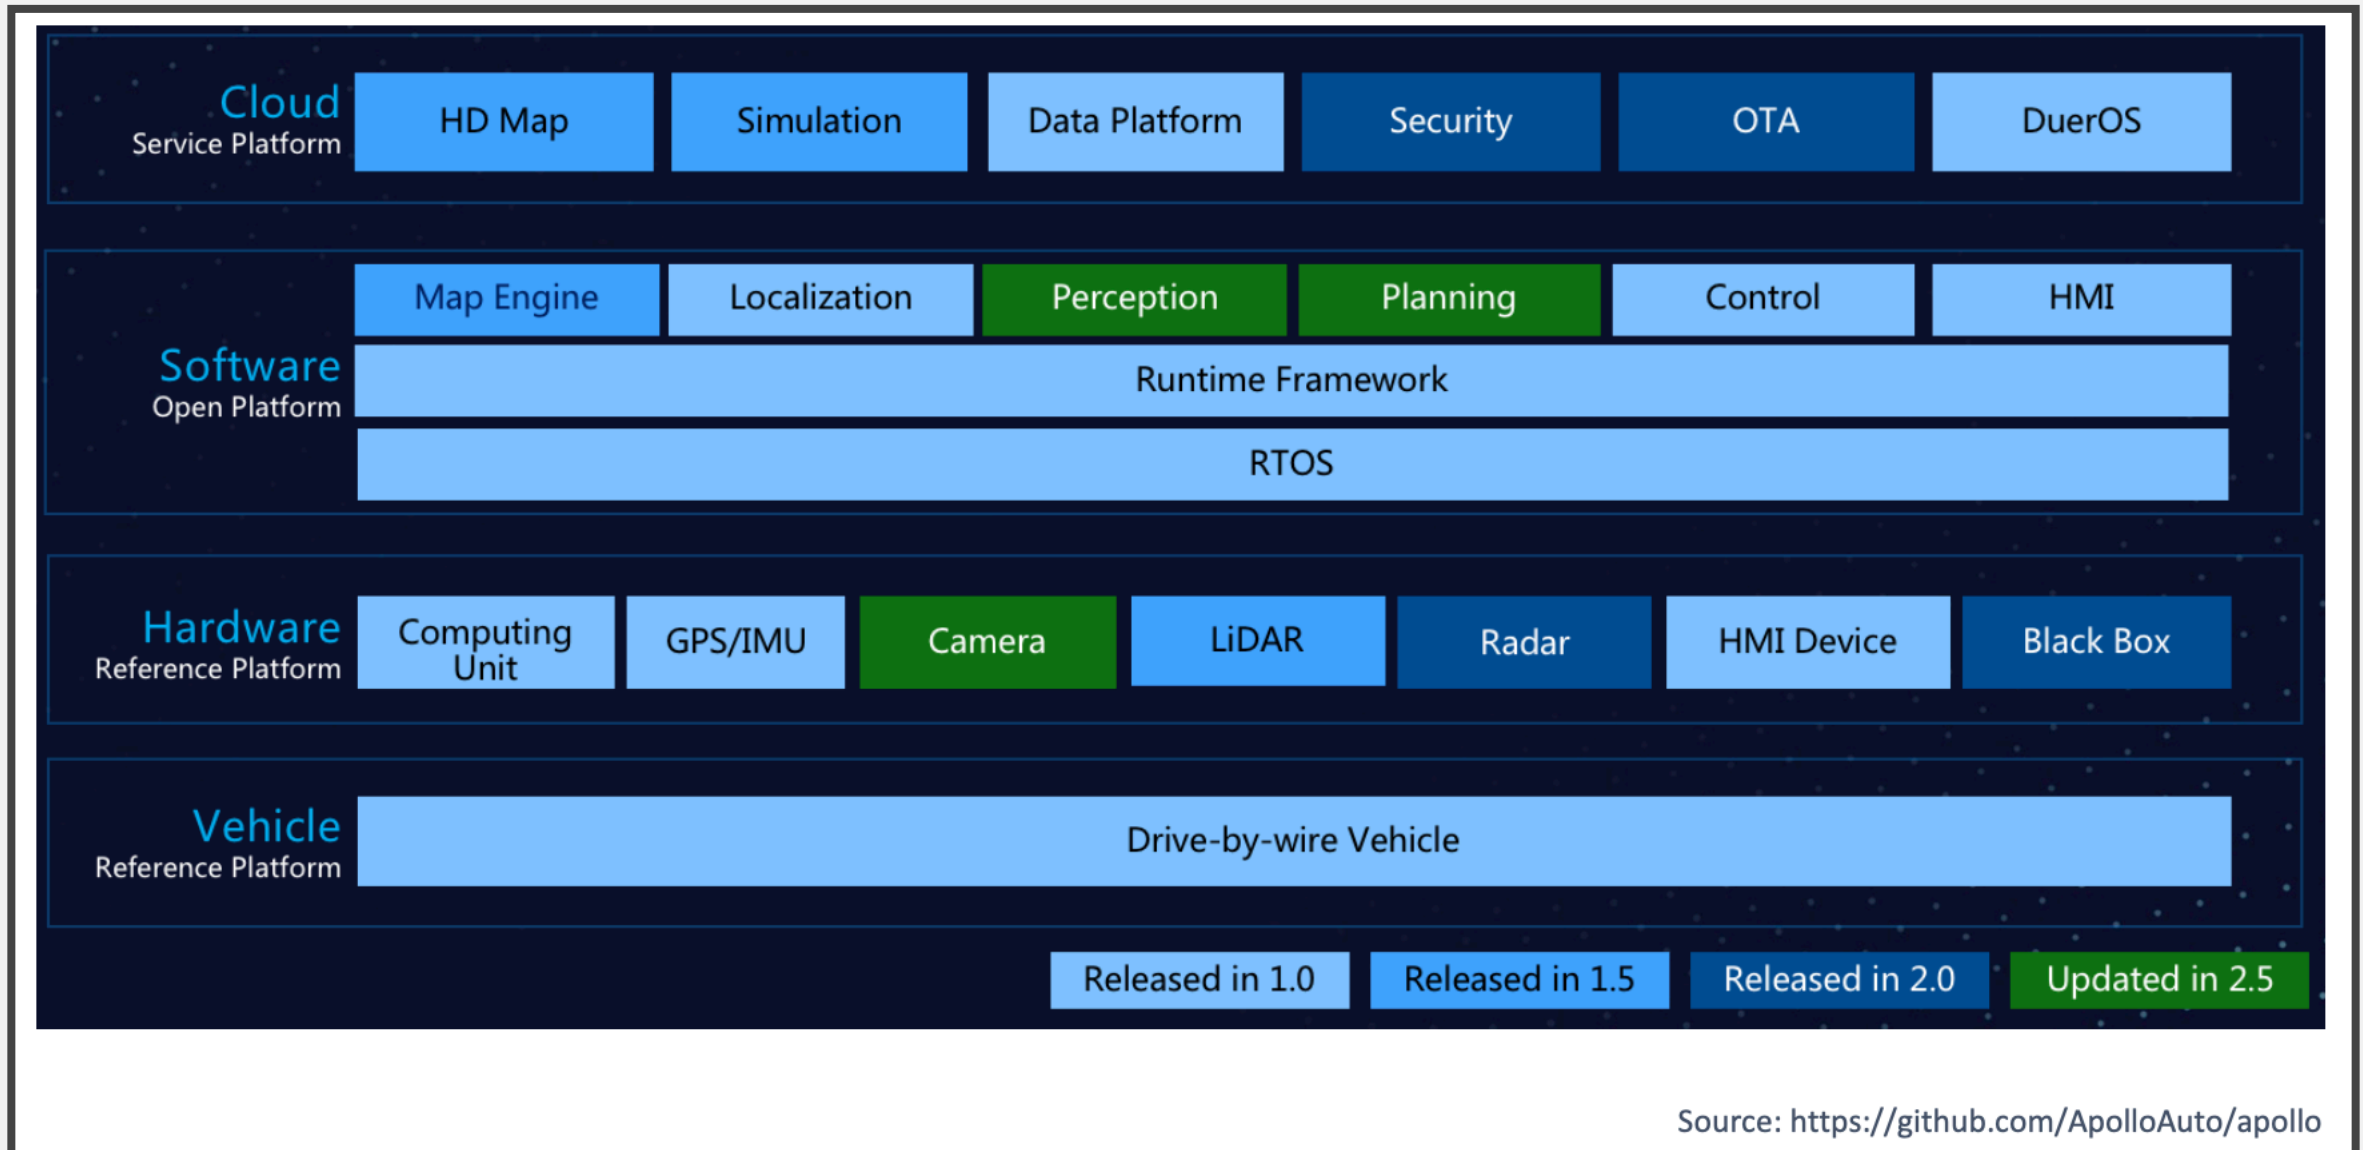 Cloud
Service Platform
HD Map
Simulation
Data Platform
Security
OTA
DuerOS
Software
Open Platform
Map Engine
Localization
Perception
Planning
Control
HMI
Runtime Framework
RTOS
Hardware
Reference Platform
Computing
Unit
GPS/IMU
Camera
LiDAR
Radar
HMI Device
Black Box
Vehicle
Reference Platform
Drive-by-wire Vehicle
Released in 1.0
Released in 1.5
Released in 2.0
Updated in 2.5
Source: https://github.com/ApolloAuto/apollo